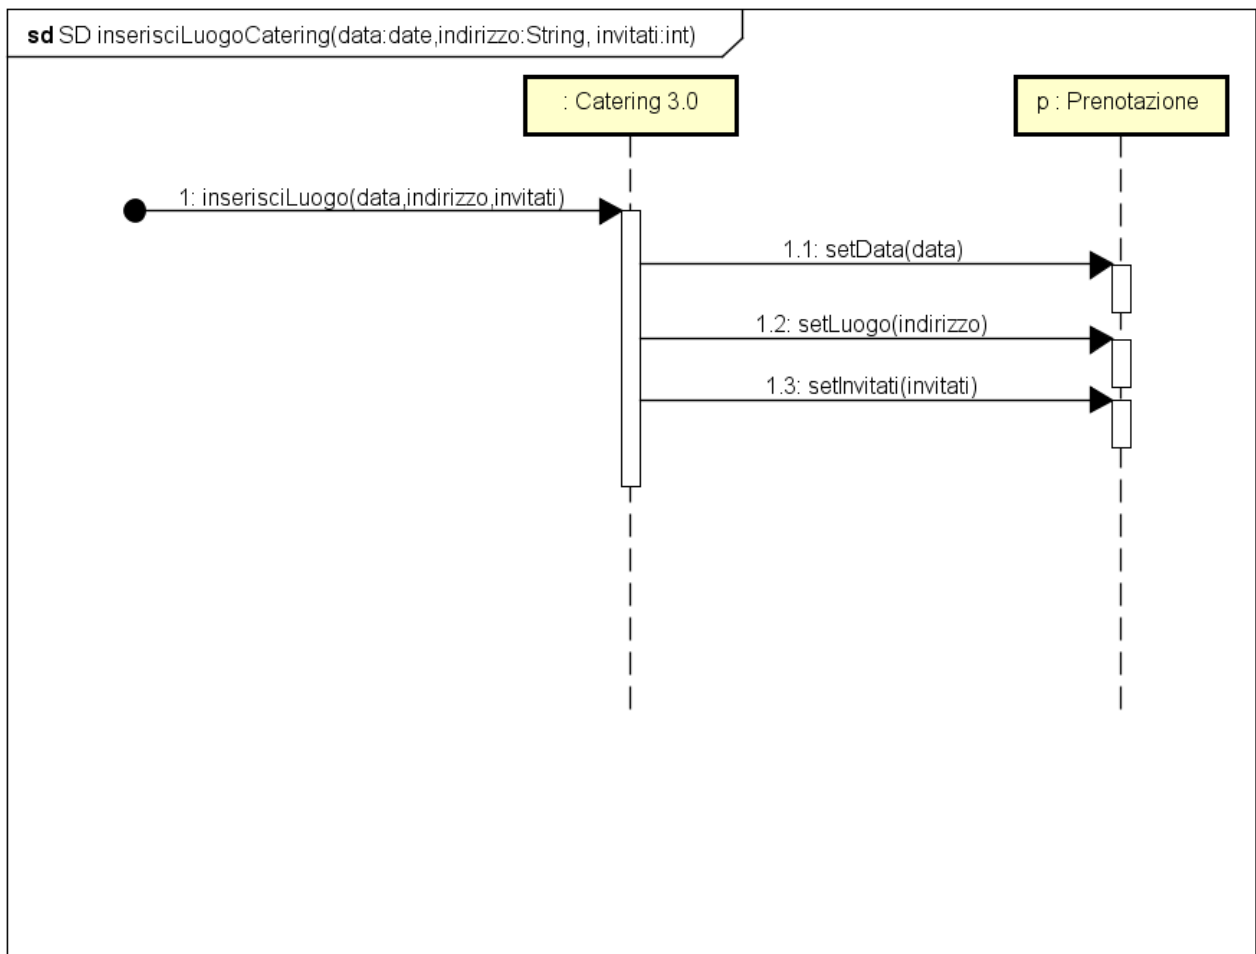 sd SD inserisciLuogoCatering(data:date,indirizzo:String, invitati:int)
: Catering 3.0
p : Prenotazione
1: inserisciLuogo(data,indirizzo,invitati)
1.1: setData(data)
1.2: setLuogo(indirizzo)
1.3: setInvitati(invitati)